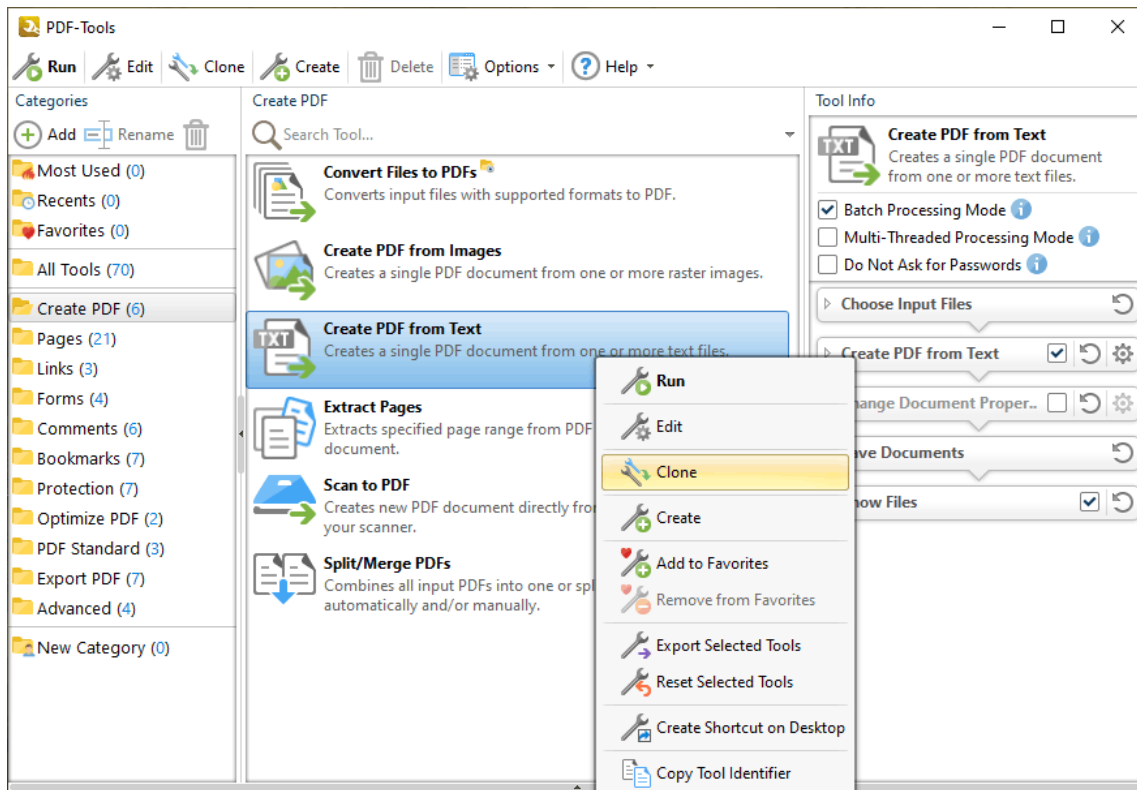 PDF-Tools
Run Edit Clone Create Delete Options Help
Categories
Add Rename
Most Used (0)
Recents (0)
Favorites (0)
All Tools (70)
Create PDF (6)
Pages (21)
Links (3)
Forms (4)
Comments (6)
Bookmarks (7)
Protection (7)
Optimize PDF (2)
PDF Standard (3)
Export PDF (7)
Advanced (4)
New Category (0)
Create PDF
Search Tool...
Convert Files to PDFs
Converts input files with supported formats to PDF.
Create PDF from Images
Creates a single PDF document from one or more raster images.
TXT
Create PDF from Text
Creates a single PDF document from one or more text files.
Extract Pages
Extracts specified page range from PDF
document.
Scan to PDF
Creates new PDF document directly
your scanner.
Split/Merge PDFs
Combines all input PDFs into one or
automatically and/or manually.
Run
Edit
Clone
Create
Add to Favorites
Remove from Favorites
Export Selected Tools
Reset Selected Tools
Create Shortcut on Desktop
Copy Tool Identifier
Tool Info
TXT
Create PDF from Text
Creates a single PDF document
from one or more text files.
Batch Processing Mode
Multi-Threaded Processing Mode
Do Not Ask for Passwords
Choose Input Files
Create PDF from Text
Document Proper..
Documents
Files